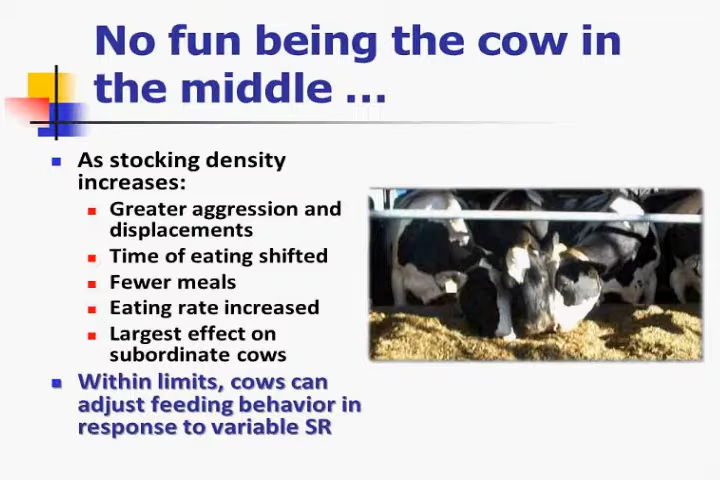 No fun being the cow in
the middle ...
As stocking density
increases:
Greater aggression and
displacements
Time of eating shifted
Fewer meals
Eating rate increased
Largest effect on
subordinate cows
Within limits, cows can
adjust feeding behavior in
response to variable SR